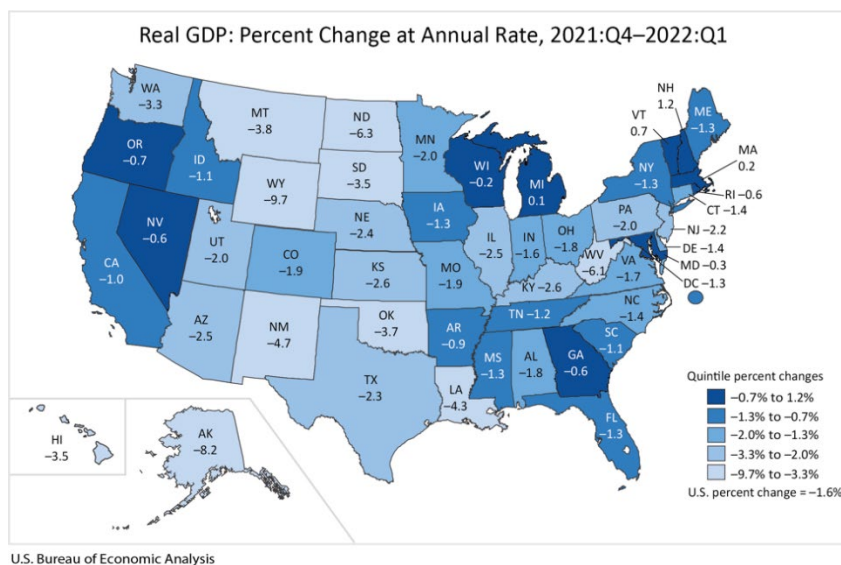 Real GDP: Percent Change at Annual Rate, 2021:Q4–2022:Q1
WA
–3.3
OR
–0.7
CA
–1.0
NV
–0.6
ID
–1.1
MT
–3.8
WY
–9.7
UT
–2.0
AZ
–2.5
CO
–1.9
NM
–4.7
ND
–6.3
SD
–3.5
NE
–2.4
KS
–2.6
OK
–3.7
TX
–2.3
MN
–2.0
IA
–1.3
MO
–1.9
AR
–0.9
LA
–4.3
WI
–0.2
IL
–2.5
MI
0.1
IN
–1.6
OH
–1.8
KY –2.6
TN –1.2
MS
–1.3
AL
–1.8
GA
–0.6
FL
–1.3
SC
–1.1
NC
–1.4
VA
–1.7
WV
–6.1
PA
–2.0
NY
–1.3
VT
0.7
NH
1.2
ME
–1.3
MA
0.2
RI –0.6
CT –1.4
NJ –2.2
DE –1.4
MD –0.3
DC –1.3
HI
–3.5
AK
–8.2
Quintile percent changes
–0.7% to 1.2%
–1.3% to –0.7%
–2.0% to –1.3%
–3.3% to –2.0%
–9.7% to –3.3%
U.S. percent change = –1.6%
U.S. Bureau of Economic Analysis